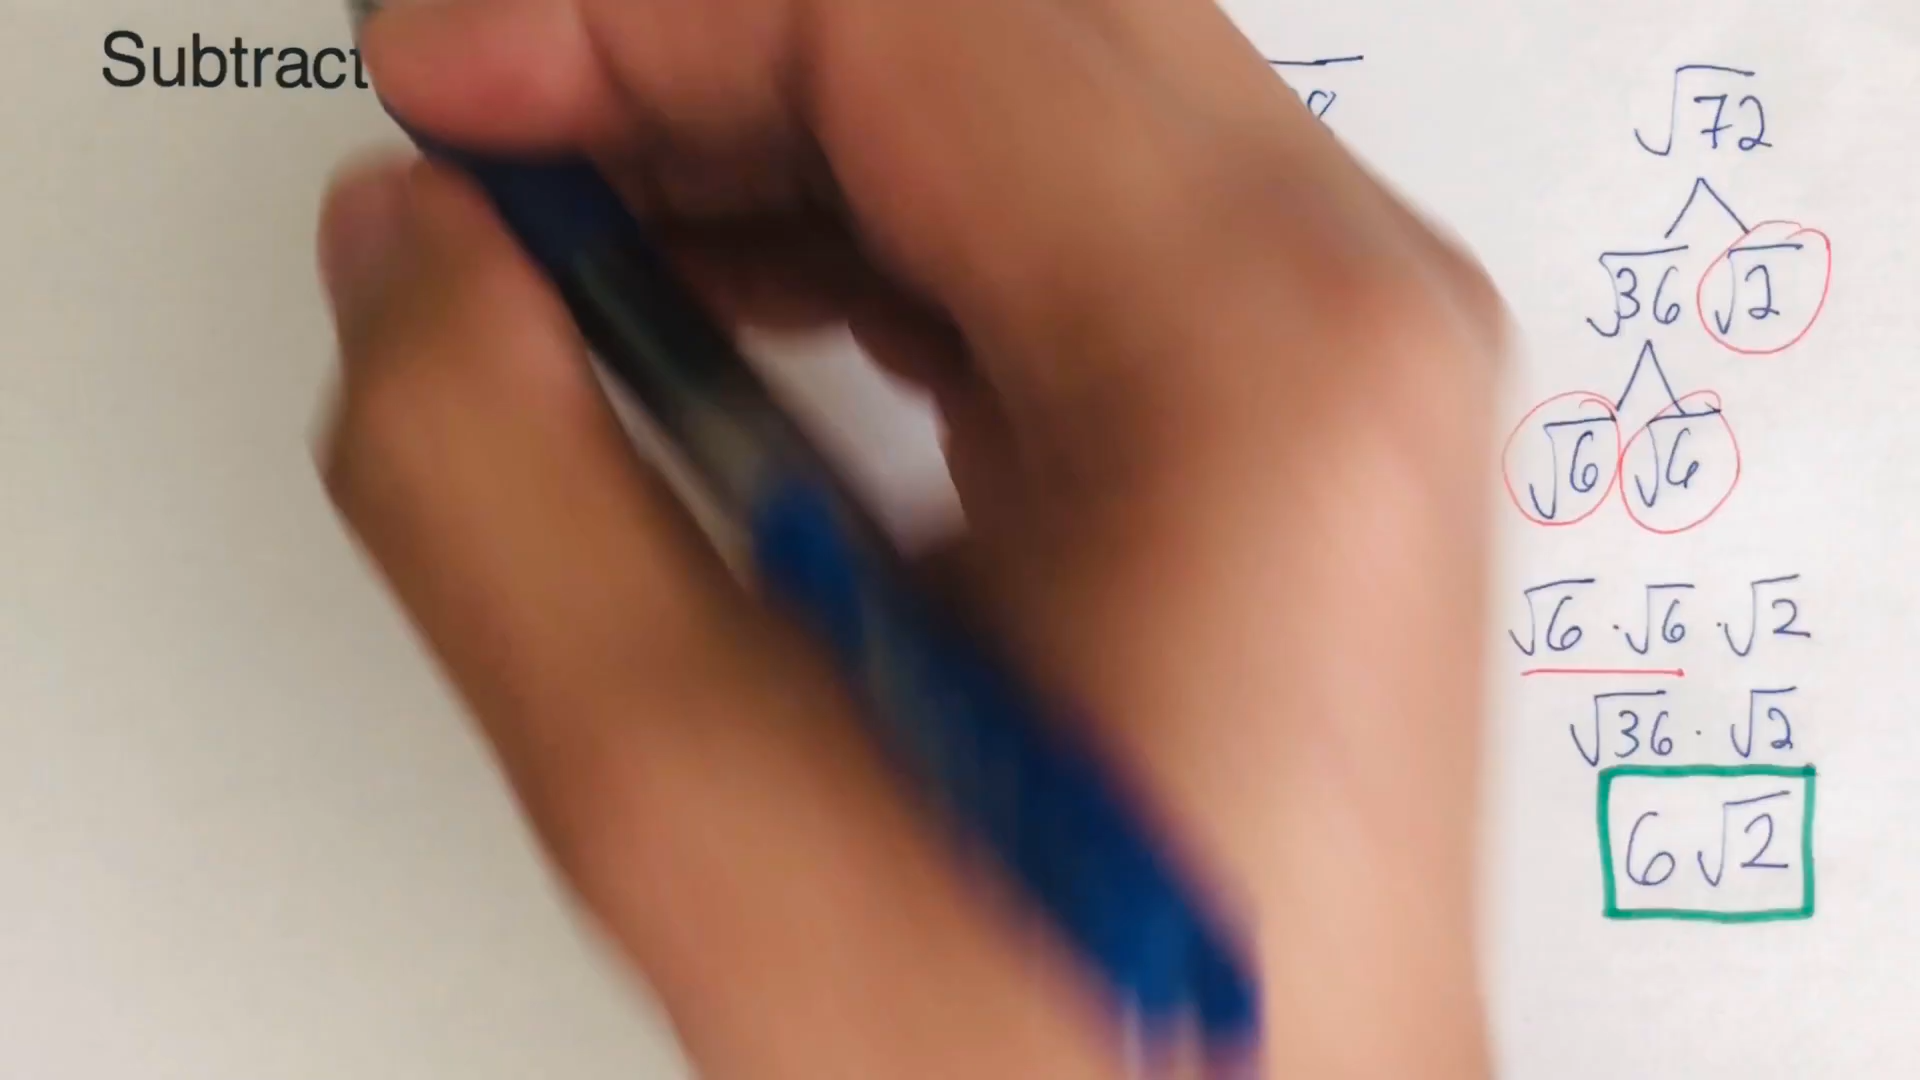 Subtract
√72
√36 √2
√6 √6
√6 · √6 · √2
√36 · √2
6√2